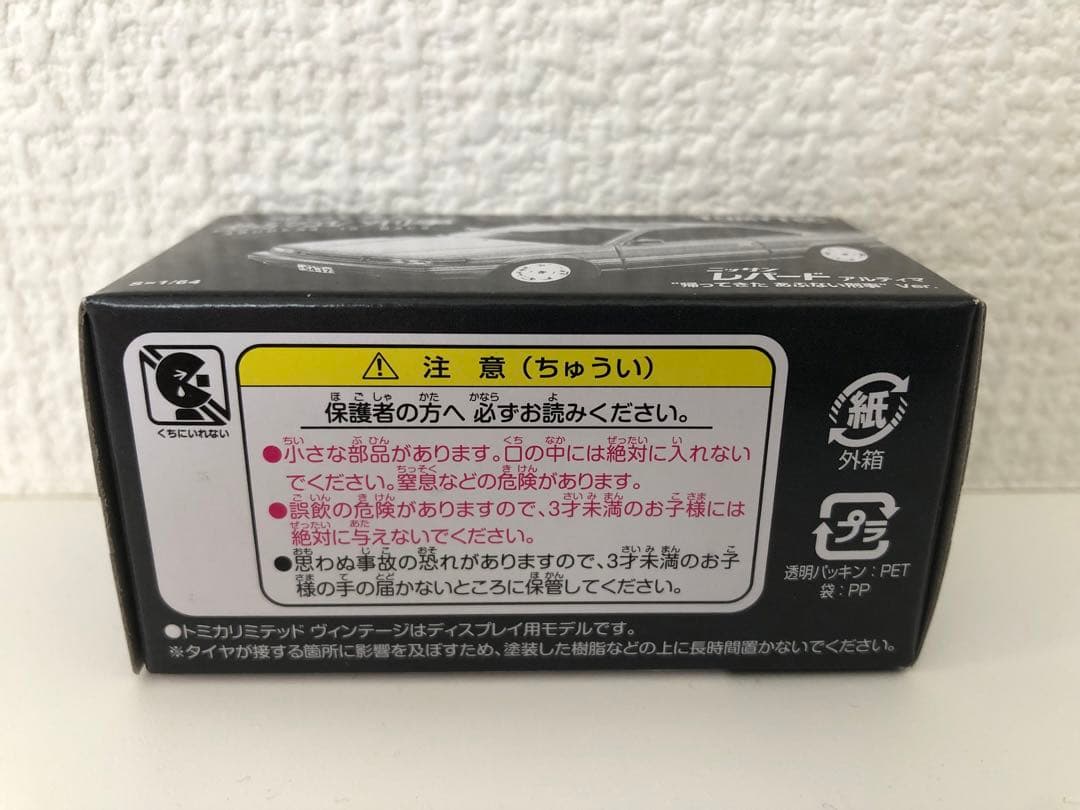 S=1/64
ニッサン
レパード アルティマ
"帰ってきた あぶない刑事" Ver.
くちにいれない
注意(ちゅうい)
保護者の方へ 必ずお読みください。
●小さな部品があります。口の中には絶対に入れない
でください。窒息などの危険があります。
●誤飲の危険がありますので、3才未満のお子様には
絶対に与えないでください。
●思わぬ事故の恐れがありますので、3才未満のお子
様の手の届かないところに保管してください。
紙
外箱
プラ
透明パッキン:PET
袋:PP
●トミカリミテッド ヴィンテージはディスプレイ用モデルです。
※タイヤが接する箇所に影響を及ぼすため、塗装した樹脂などの上に長時間置かないでください。